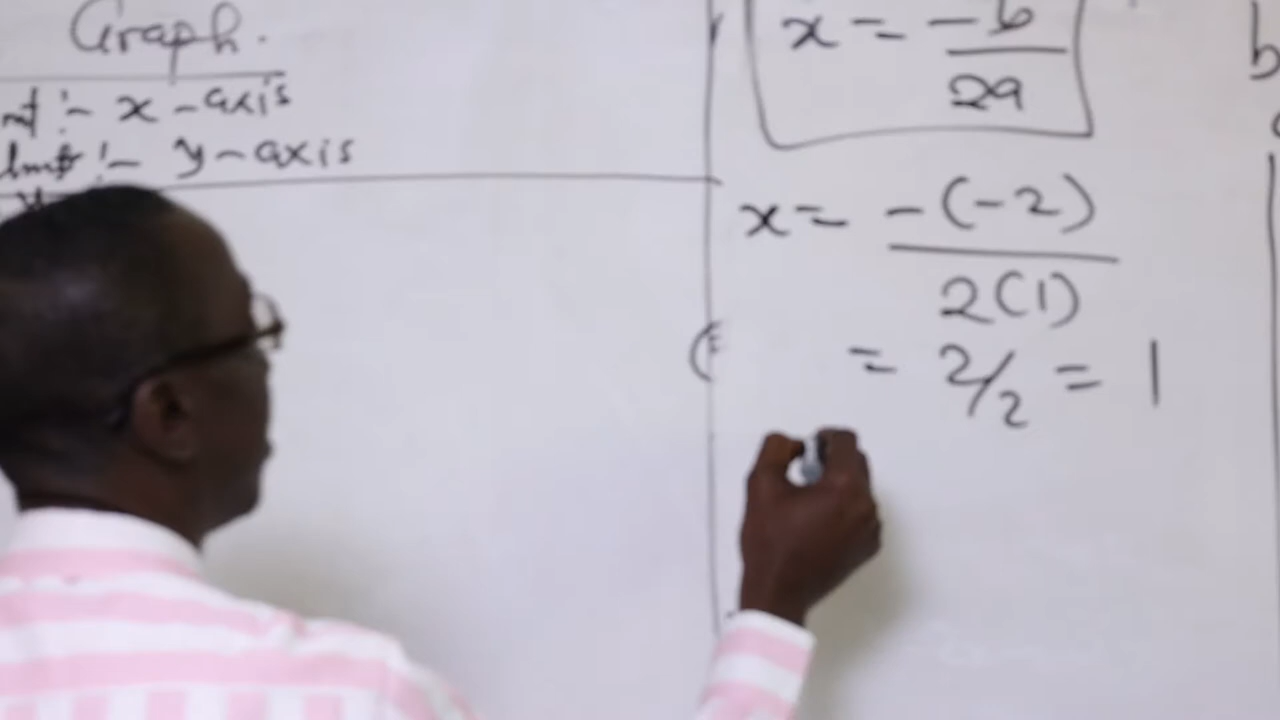 Graph.
:- x-axis
:- y-axis
x = -b/2a
x = -(-2)/2(1)
= 2/2 = 1
b